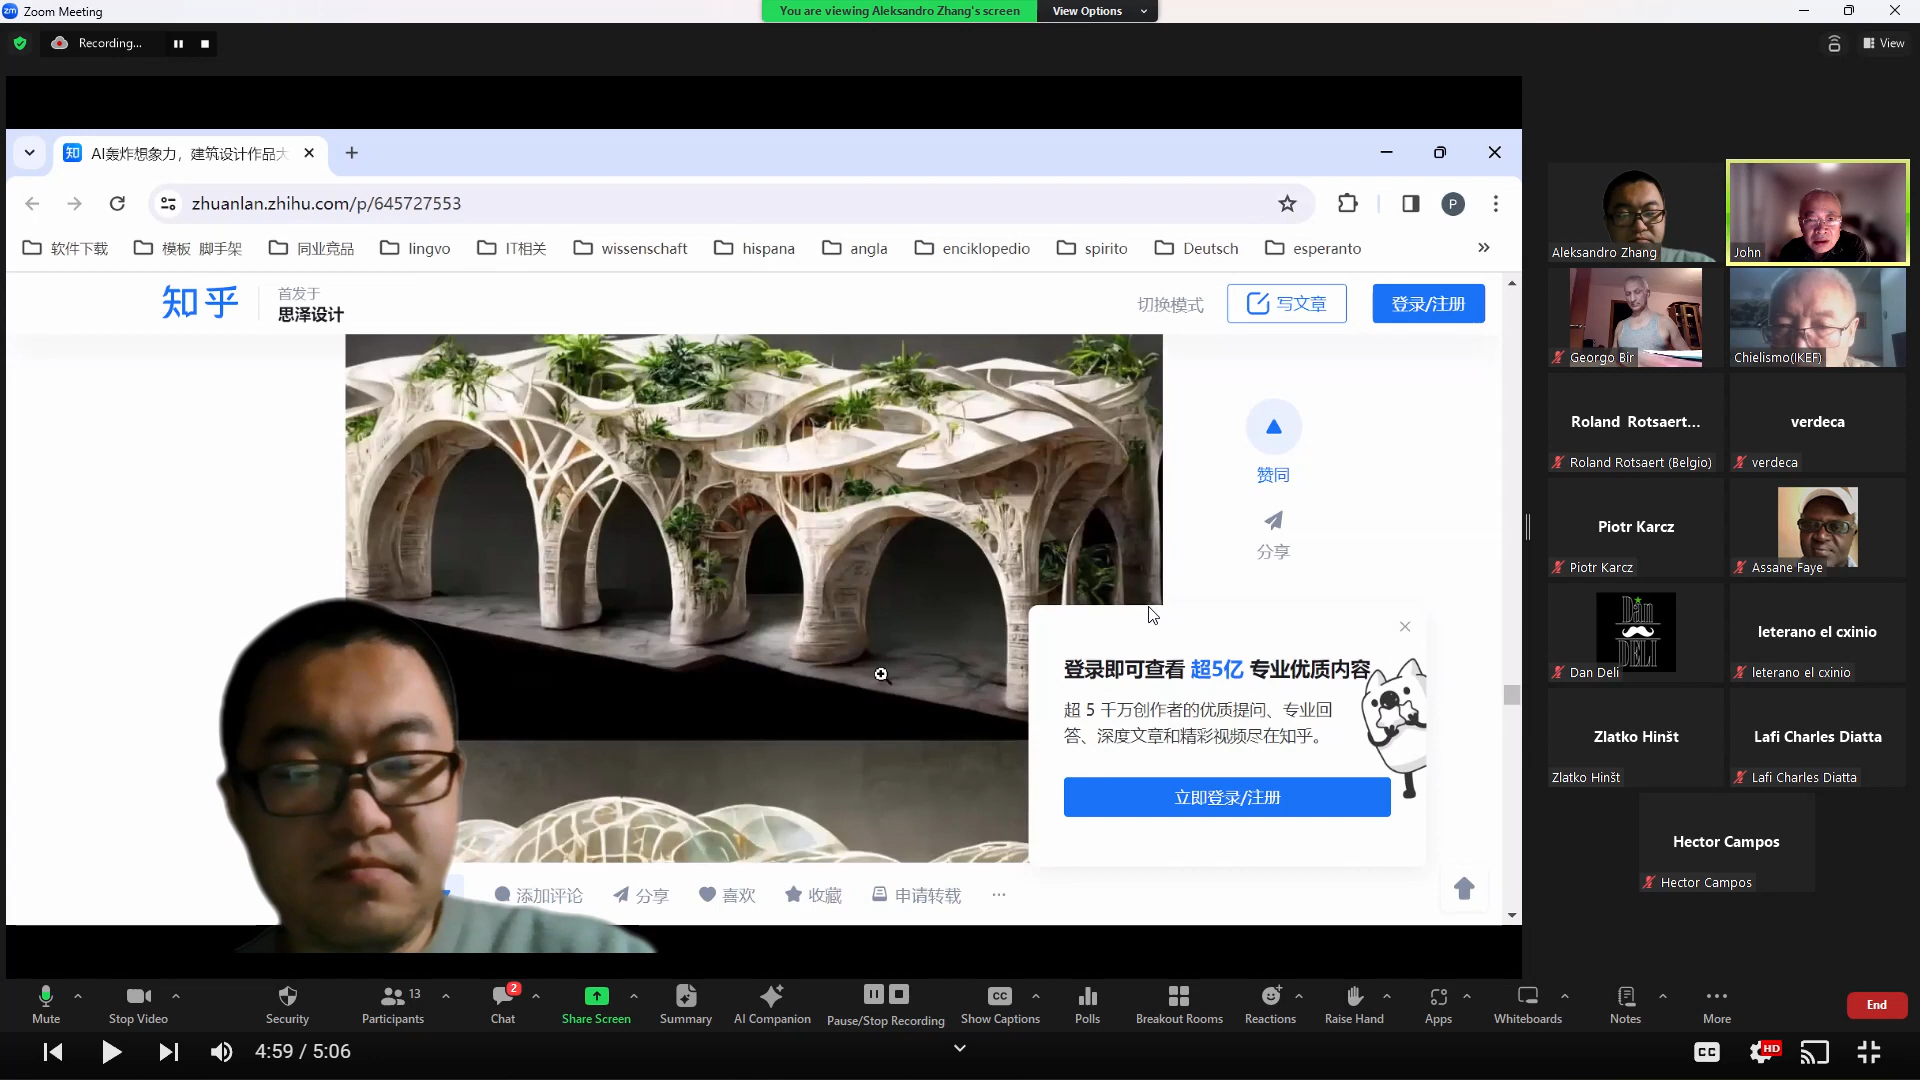 Zoom Meeting
You are viewing Aleksandro Zhang's screen
View Options
Recording...
View
AI轰炸想象力，建筑设计作品大
zhuanlan.zhihu.com/p/645727553
P
软件下载
模板 脚手架
同业竞品
lingvo
IT相关
wissenschaft
hispana
angla
enciklopedio
spirito
Deutsch
esperanto
知乎
首发于
思泽设计
切换模式
写文章
登录/注册
赞同
分享
登录即可查看 超5亿 专业优质内容
超 5 千万创作者的优质提问、专业回
答、深度文章和精彩视频尽在知乎。
立即登录/注册
添加评论
分享
喜欢
收藏
申请转载
Aleksandro Zhang
John
Georgo Bir
Chielismo(IKEF)
Roland Rotsaert...
Roland Rotsaert (Belgio)
verdeca
verdeca
Piotr Karcz
Piotr Karcz
Assane Faye
Dan
DELI
Dan Deli
leterano el cxinio
leterano el cxinio
Zlatko Hinšt
Zlatko Hinšt
Lafi Charles Diatta
Lafi Charles Diatta
Hector Campos
Hector Campos
Mute
Stop Video
Security
13
Participants
2
Chat
Share Screen
Summary
AI Companion
Pause/Stop Recording
CC
Show Captions
Polls
Breakout Rooms
Reactions
Raise Hand
Apps
Whiteboards
Notes
More
End
4:59 / 5:06
CC
HD